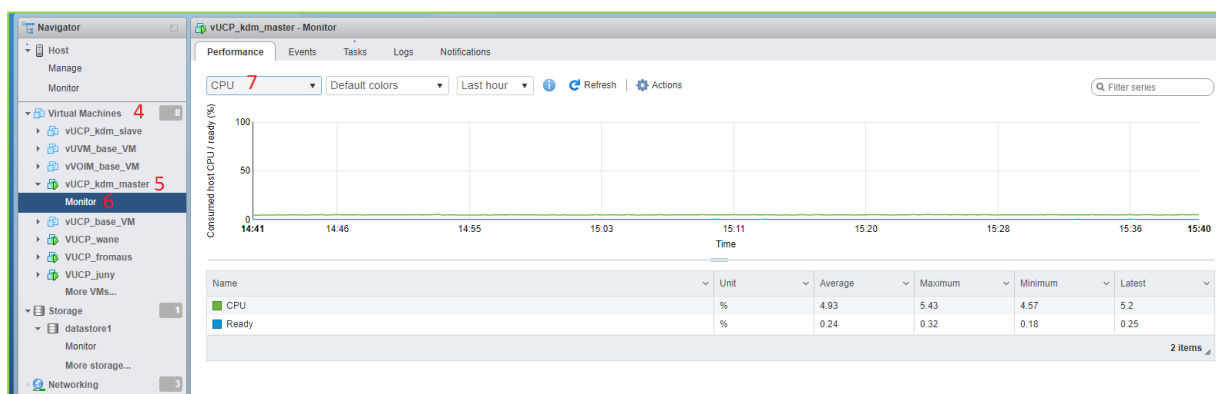 Navigator
Host
Manage
Monitor
Virtual Machines 4 8
vUCP_kdm_slave
vUVM_base_VM
vVOIM_base_VM
vUCP_kdm_master 5
Monitor 6
vUCP_base_VM
VUCP_wane
VUCP_fromaus
VUCP_juny
More VMs...
Storage 1
datastore1
Monitor
More storage...
Networking 3
vUCP_kdm_master - Monitor
Performance Events Tasks Logs Notifications
CPU 7 Default colors Last hour Refresh Actions Filter series
Consumed host CPU / ready (%)
100
50
0
14:41 14:46 14:55 15:03 15:11 15:20 15:28 15:36 15:40
Time
Name Unit Average Maximum Minimum Latest
CPU % 4.93 5.43 4.57 5.2
Ready % 0.24 0.32 0.18 0.25
2 items